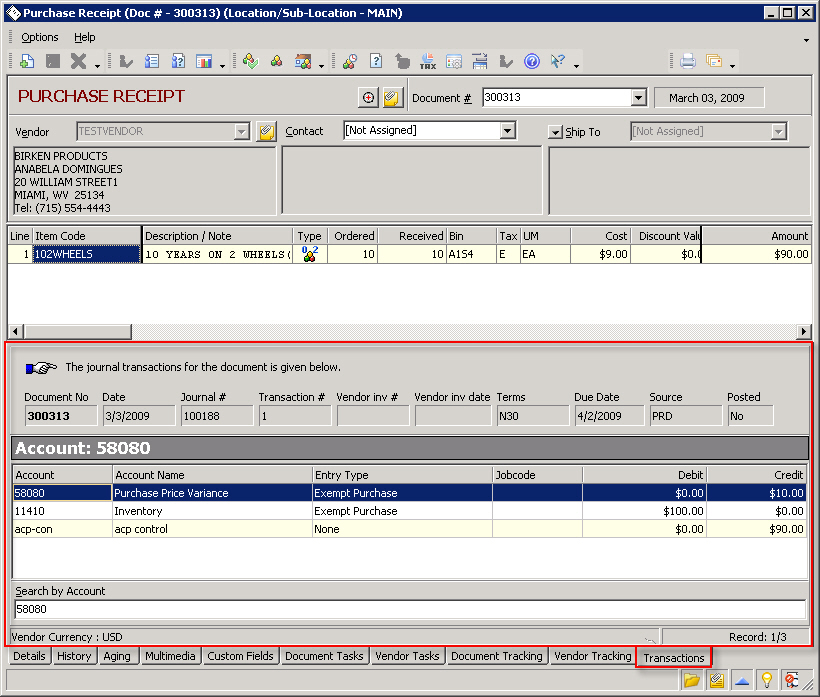 Purchase Receipt (Doc # - 300313) (Location/Sub-Location - MAIN)
Options Help
TRX
PURCHASE RECEIPT Document # 300313 March 03, 2009
Vendor TESTVENDOR Contact [Not Assigned] Ship To [Not Assigned]
BIRKEN PRODUCTS
ANABELA DOMINGUES
20 WILLIAM STREET1
MIAMI, WV 25134
Tel: (715) 554-4443
Line Item Code Description / Note Type Ordered Received Bin Tax UM Cost Discount Valu Amount
1 102WHEELS 10 YEARS ON 2 WHEELS( 10 10 A154 E EA $9.00 $0.( $90.00
The journal transactions for the document is given below.
Document No Date Journal # Transaction # Vendor inv # Vendor inv date Terms Due Date Source Posted
300313 3/3/2009 100188 1 N30 4/2/2009 PRD No
Account: 58080
Account Account Name Entry Type Jobcode Debit Credit
58080 Purchase Price Variance Exempt Purchase $0.00 $10.00
11410 Inventory Exempt Purchase $100.00 $0.00
acp-con acp control None $0.00 $90.00
Search by Account
58080
Vendor Currency : USD Record: 1/3
Details History Aging Multimedia Custom Fields Document Tasks Vendor Tasks Document Tracking Vendor Tracking Transactions